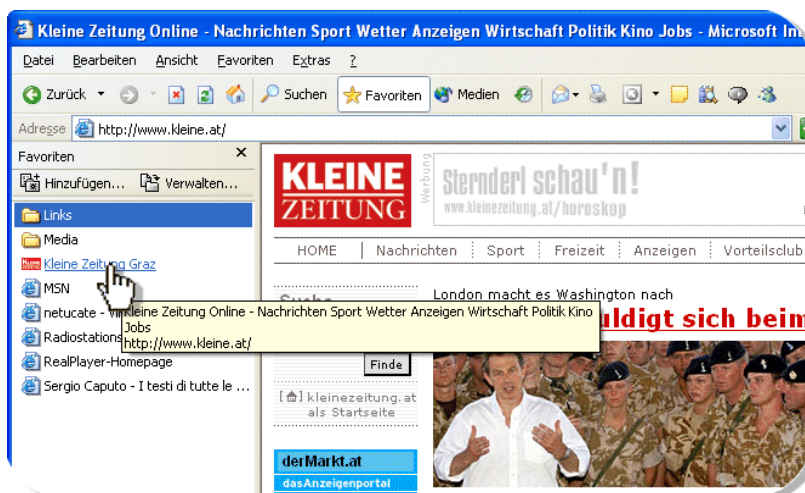 Kleine Zeitung Online - Nachrichten Sport Wetter Anzeigen Wirtschaft Politik Kino Jobs - Microsoft In
Datei Bearbeiten Ansicht Favoriten Extras ?
Zurück Suchen Favoriten Medien
Adresse http://www.kleine.at/
Favoriten
Hinzufügen... Verwalten...
Links
Media
Kleine Zeitung Graz
MSN
netucate -
Radiostations
RealPlayer-Homepage
Sergio Caputo - I testi di tutte le ...
Kleine Zeitung Online - Nachrichten Sport Wetter Anzeigen Wirtschaft Politik Kino
Jobs
http://www.kleine.at/
KLEINE
ZEITUNG
Werbung
Sternderl schau'n!
www.kleinezeitung.at/horoskop
HOME Nachrichten Sport Freizeit Anzeigen Vorteilsclub
Suche
London macht es Washington nach
uldigt sich beim
Finde
kleinezeitung.at
als Startseite
derMarkt.at
dasAnzeigenportal